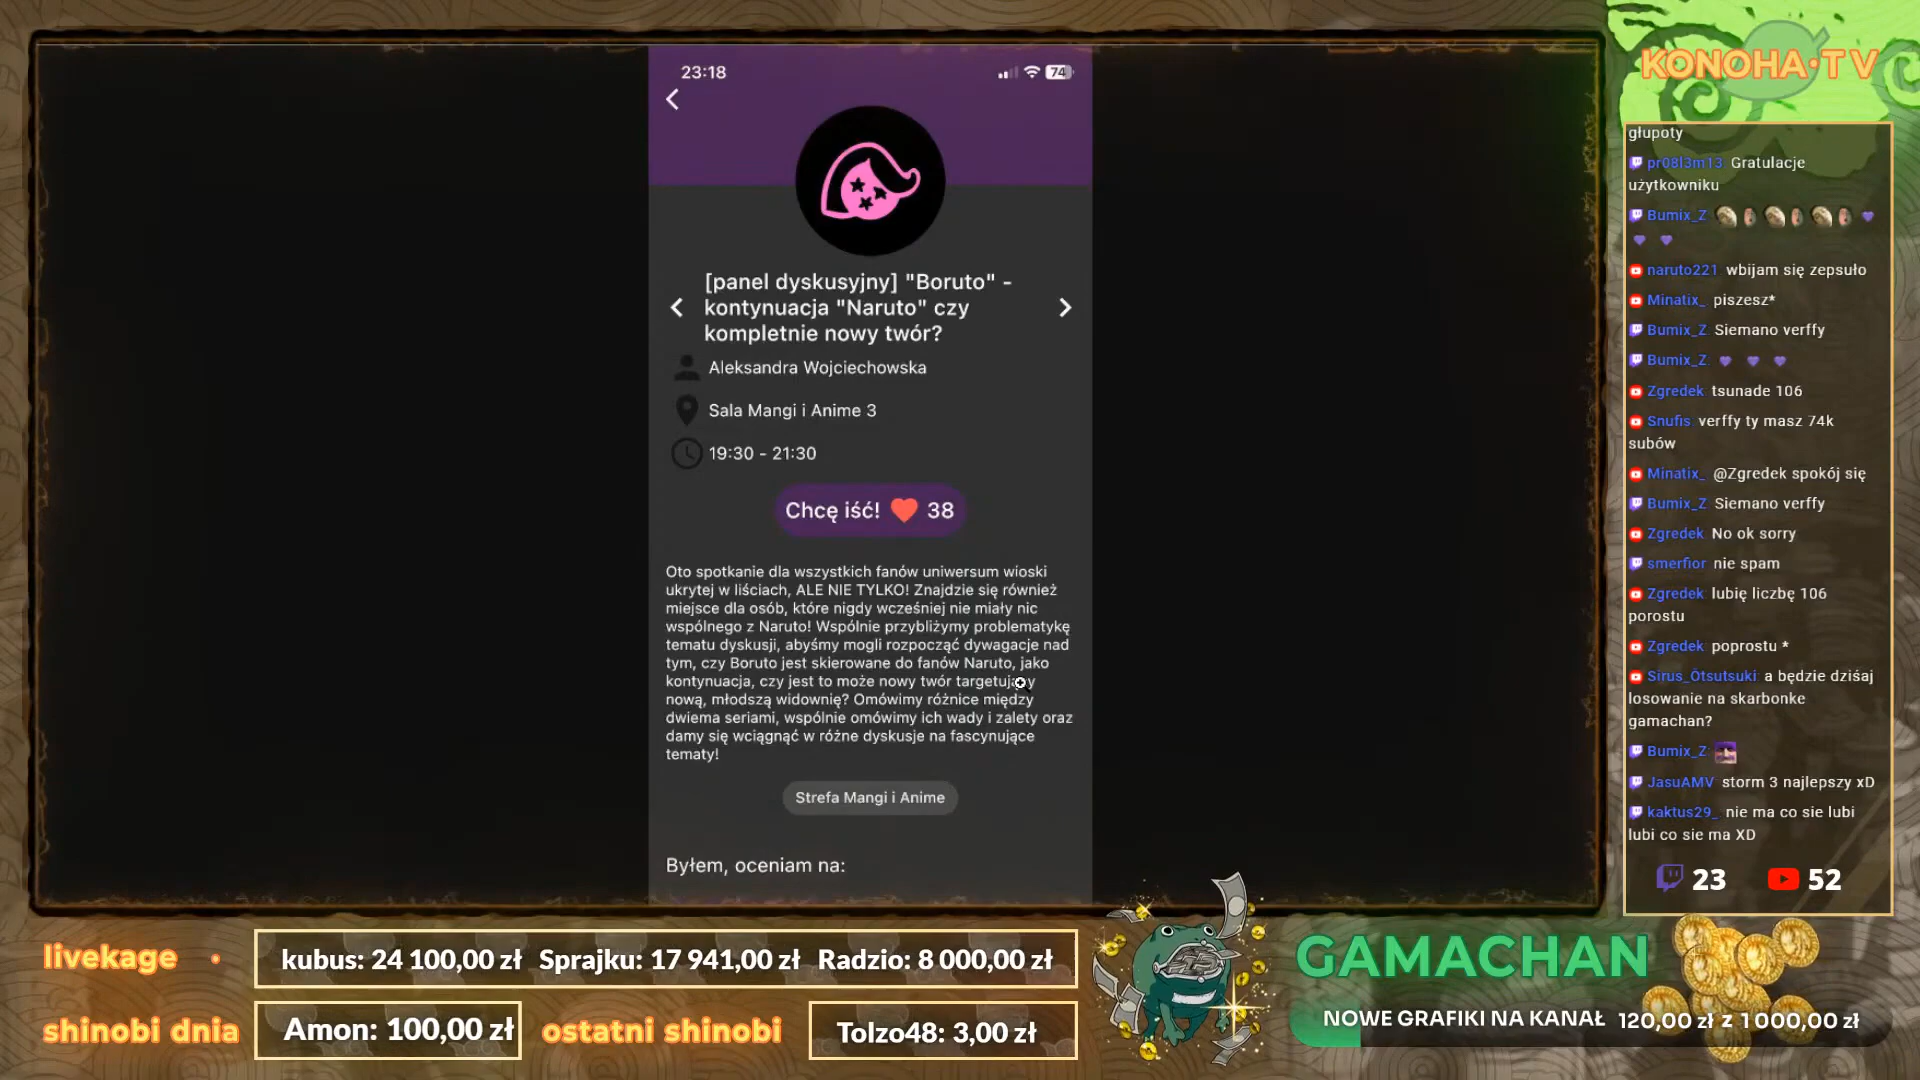 KONOHA•TV
23:18
74
[panel dyskusyjny] "Boruto" -
kontynuacja "Naruto" czy
kompletnie nowy twór?
Aleksandra Wojciechowska
Sala Mangi i Anime 3
19:30 - 21:30
Chcę iść! 38
Oto spotkanie dla wszystkich fanów uniwersum wioski
ukrytej w liściach, ALE NIE TYLKO! Znajdzie się również
miejsce dla osób, które nigdy wcześniej nie miały nic
wspólnego z Naruto! Wspólnie przybliżymy problematykę
tematu dyskusji, abyśmy mogli rozpocząć dywagacje nad
tym, czy Boruto jest skierowane do fanów Naruto, jako
kontynuacja, czy jest to może nowy twór targetujący
nową, młodszą widownię? Omówimy różnice między
dwiema seriami, wspólnie omówimy ich wady i zalety oraz
damy się wciągnąć w różne dyskusje na fascynujące
tematy!
Strefa Mangi i Anime
Byłem, oceniam na:
głupoty
pr08l3m13 Gratulacje
użytkowniku
Bumix_Z
naruto221 wbijam się zepsuło
Minatix_ piszesz*
Bumix_Z Siemano verffy
Bumix_Z
Zgredek tsunade 106
Snufis verffy ty masz 74k
subów
Minatix_ @Zgredek spokój się
Bumix_Z Siemano verffy
Zgredek No ok sorry
smerfior nie spam
Zgredek lubię liczbę 106
porostu
Zgredek poprostu *
Sirus_Ōtsutsuki a będzie dziśaj
losowanie na skarbonke
gamachan?
Bumix_Z
JasuAMV storm 3 najlepszy xD
kaktus29_ nie ma co sie lubi
lubi co sie ma XD
23 52
livekage • kubus: 24 100,00 zł Sprajku: 17 941,00 zł Radzio: 8 000,00 zł
shinobi dnia Amon: 100,00 zł ostatni shinobi Tolzo48: 3,00 zł
GAMACHAN
NOWE GRAFIKI NA KANAŁ 120,00 zł z 1 000,00 zł